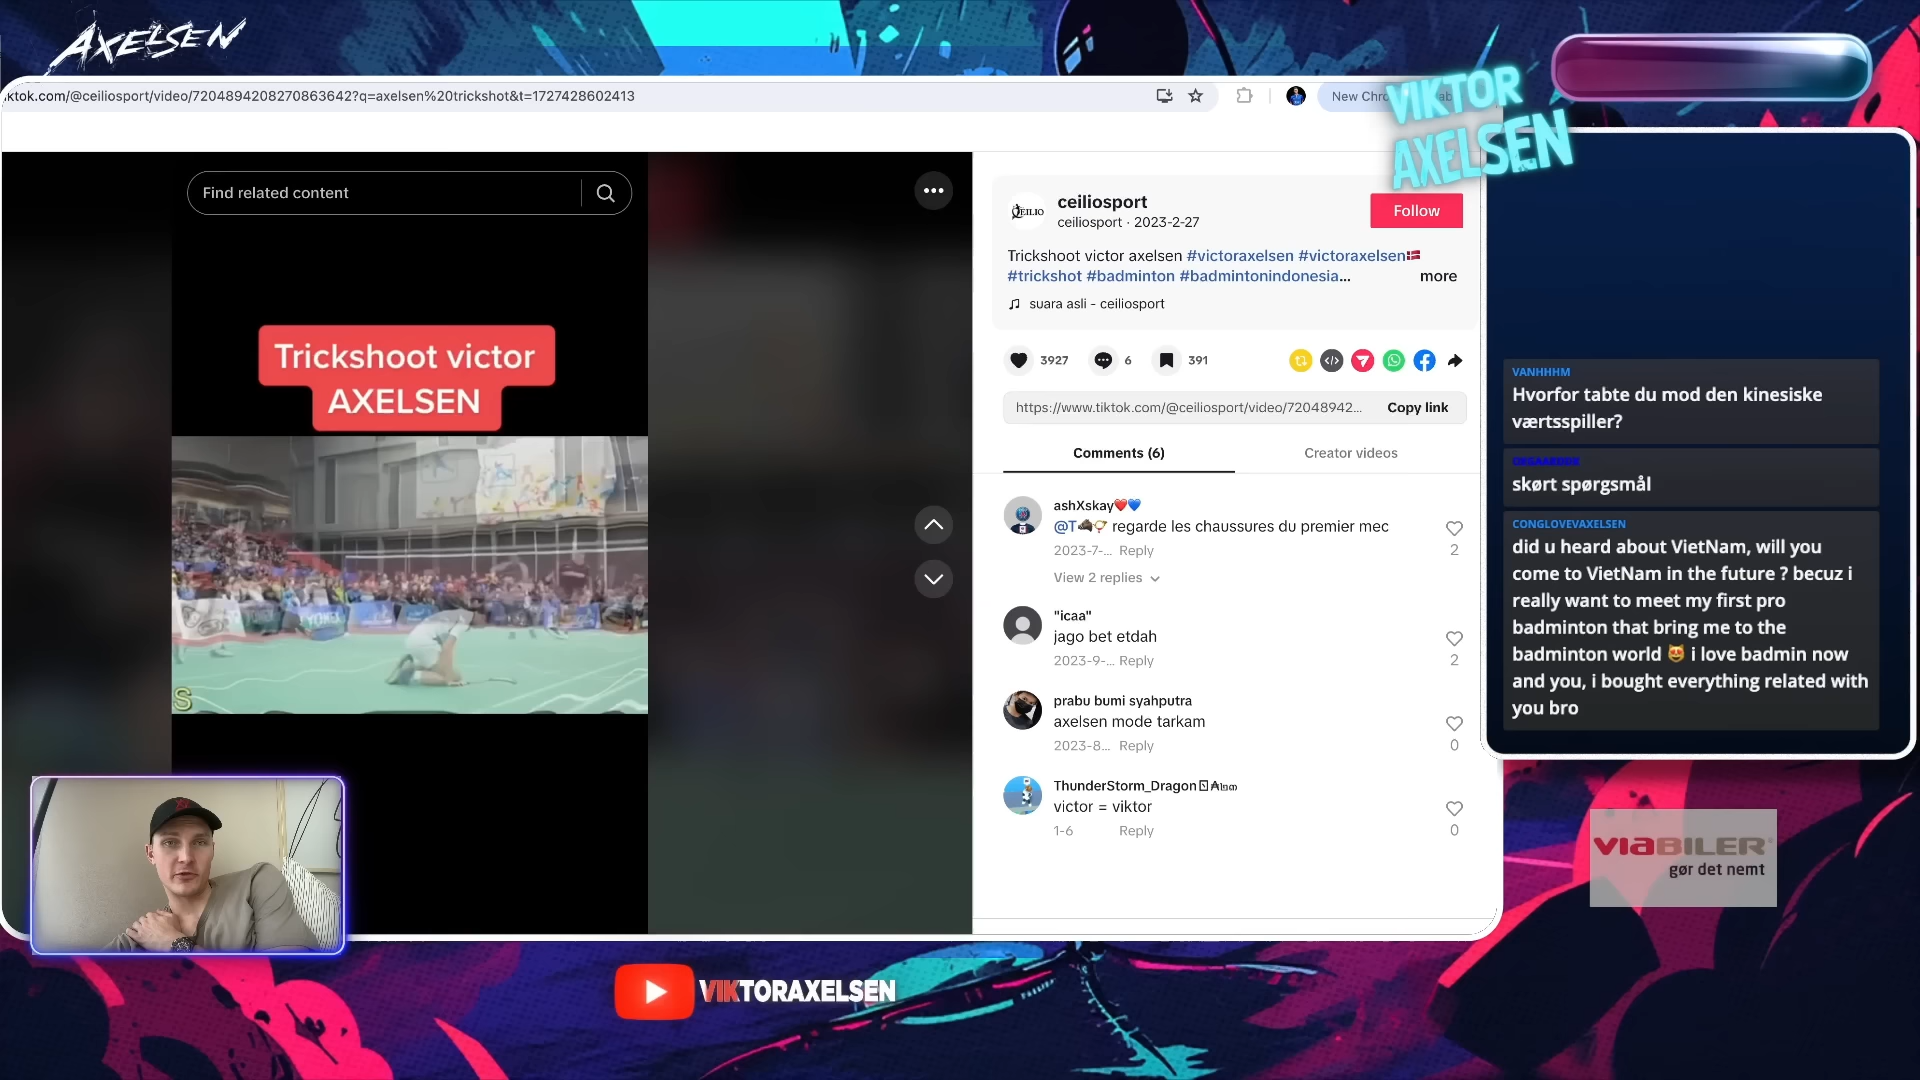 AXELSEN
ktok.com/@ceiliosport/video/7204894208270863642?q=axelsen%20trickshot&t=1727428602413
New Chr
VIKTOR
AXELSEN
Find related content
Trickshoot victor
AXELSEN
S
CEILIO
ceiliosport
ceiliosport · 2023-2-27
Follow
Trickshoot victor axelsen #victoraxelsen #victoraxelsen🇩🇰
#trickshot #badminton #badmintonindonesia...
more
suara asli - ceiliosport
3927
6
391
https://www.tiktok.com/@ceiliosport/video/72048942...
Copy link
Comments (6)
Creator videos
ashXskay❤️💙
regarde les chaussures du premier mec
2023-7-... Reply
2
View 2 replies
"icaa"
jago bet etdah
2023-9-... Reply
2
prabu bumi syahputra
axelsen mode tarkam
2023-8... Reply
0
ThunderStorm_Dragon
victor = viktor
1-6 Reply
0
VANHHHM
Hvorfor tabte du mod den kinesiske
værtsspiller?
skørt spørgsmål
CONGLOVEVAXELSEN
did u heard about VietNam, will you
come to VietNam in the future ? becuz i
really want to meet my first pro
badminton that bring me to the
badminton world 😻 i love badmin now
and you, i bought everything related with
you bro
VIABILER
gør det nemt
VIKTORAXELSEN